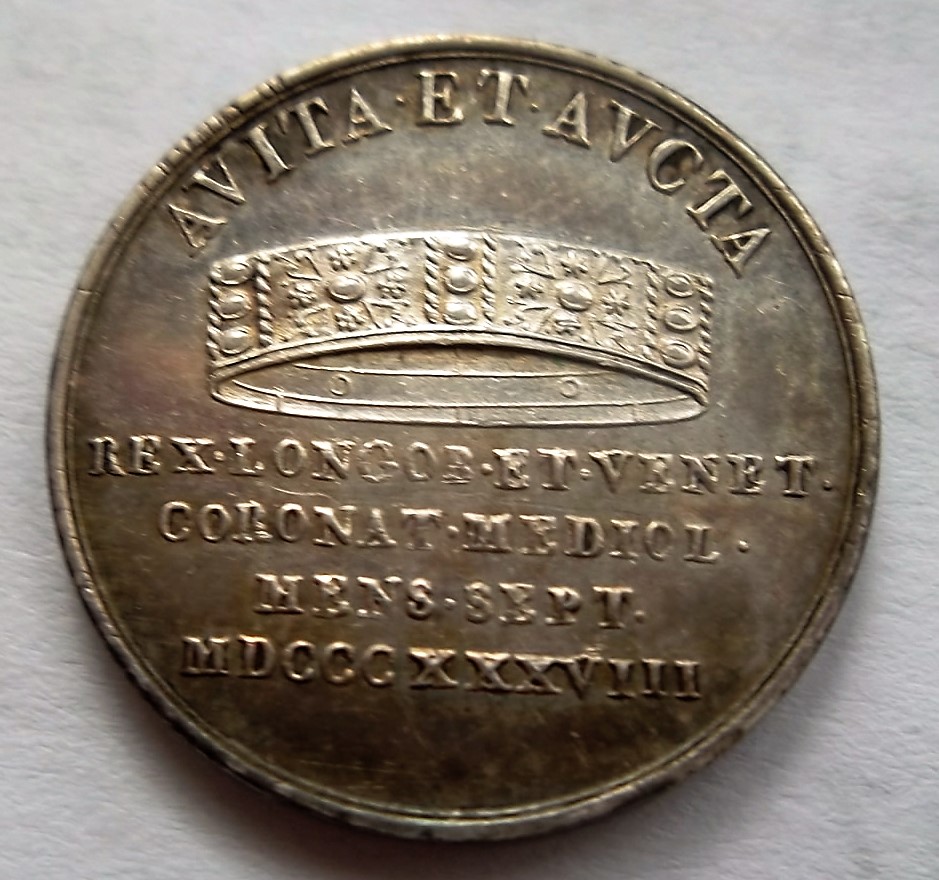 AVITA·ET·AVCTA
REX·LONGOB·ET·VENET.
CORONAT·MEDIOL·
MENS·SEPT.
MDCCCXXXVIII